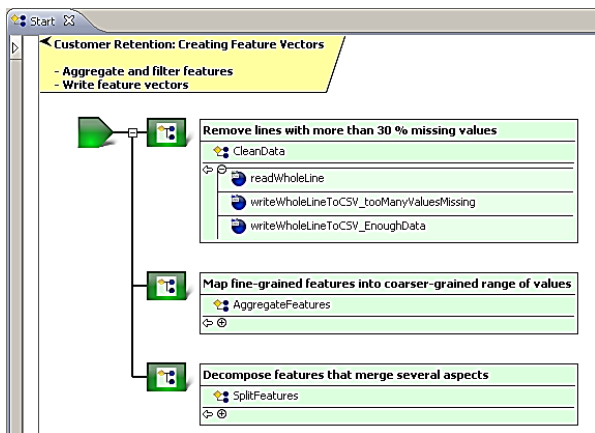 Start
Customer Retention: Creating Feature Vectors
- Aggregate and filter features
- Write feature vectors
Remove lines with more than 30 % missing values
CleanData
readWholeLine
writeWholeLineToCSV_tooManyValuesMissing
writeWholeLineToCSV_EnoughData
Map fine-grained features into coarser-grained range of values
AggregateFeatures
Decompose features that merge several aspects
SplitFeatures